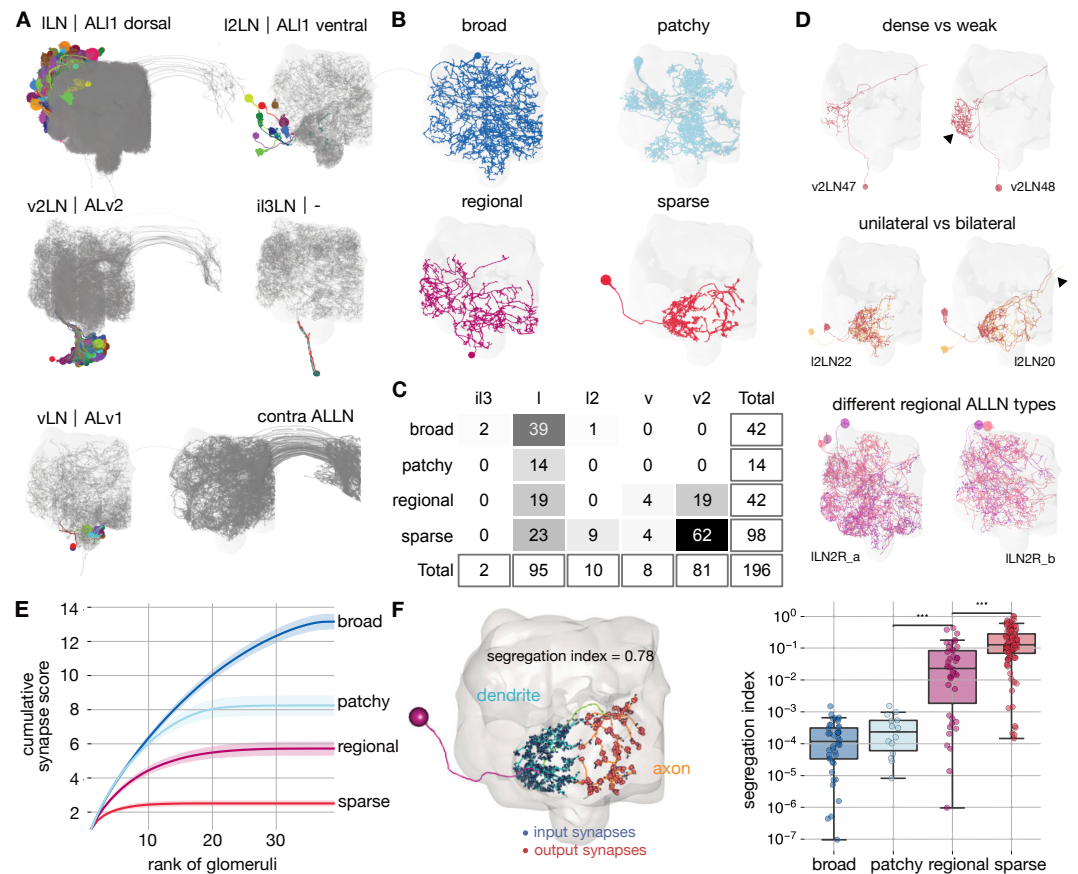 A
lLN | ALl1 dorsal
l2LN | ALl1 ventral
v2LN | ALv2
il3LN | -
vLN | ALv1
contra ALLN
B
broad
patchy
regional
sparse
C
il3 l l2 v v2 Total
broad 2 39 1 0 0 42
patchy 0 14 0 0 0 14
regional 0 19 0 4 19 42
sparse 0 23 9 4 62 98
Total 2 95 10 8 81 196
D
dense vs weak
v2LN47
v2LN48
unilateral vs bilateral
l2LN22
l2LN20
different regional ALLN types
lLN2R_a
lLN2R_b
E
cumulative
synapse score
14
12
10
8
6
4
2
10 20 30
rank of glomeruli
broad
patchy
regional
sparse
F
segregation index = 0.78
dendrite
axon
input synapses
output synapses
segregation index
10⁰
10⁻¹
10⁻²
10⁻³
10⁻⁴
10⁻⁵
10⁻⁶
10⁻⁷
*** ***
broad patchy regional sparse